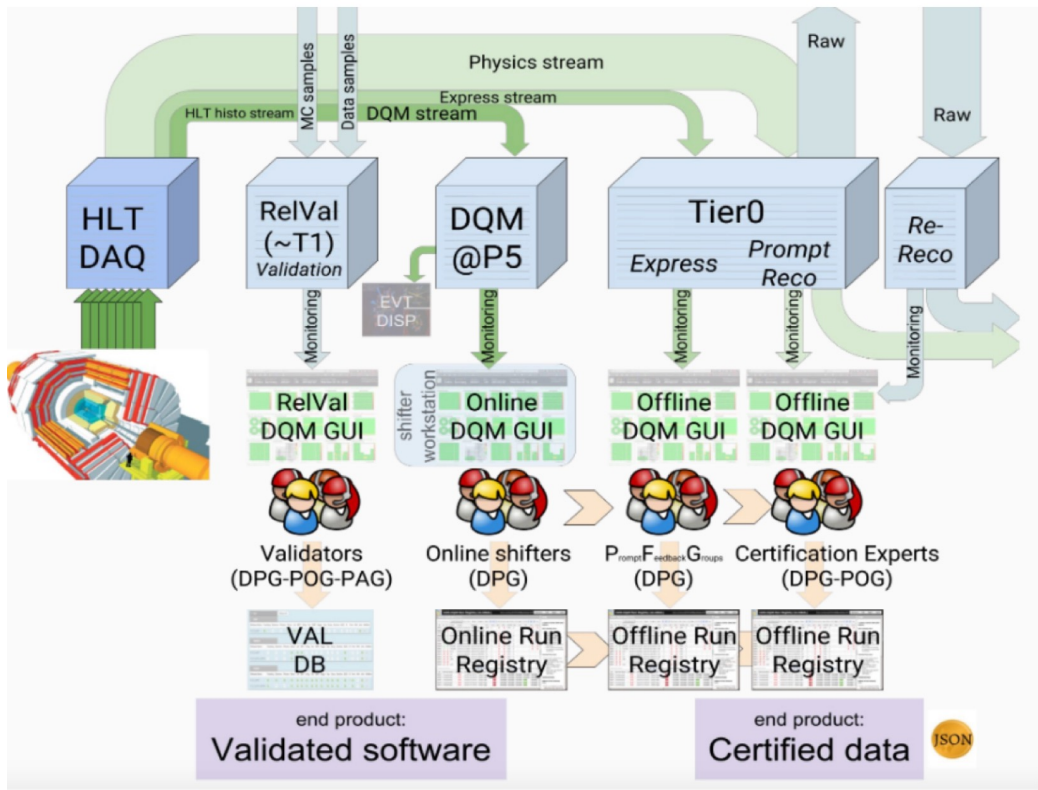 Physics stream
Express stream
HLT histo stream
DQM stream
MC samples
Data samples
Raw
Raw
HLT
DAQ
RelVal
(~T1)
Validation
DQM
@P5
Tier0
Express
Prompt
Reco
Re-
Reco
EVT
DISP
Monitoring
Monitoring
Monitoring
Monitoring
Monitoring
RelVal
DQM GUI
shifter
workstation
Online
DQM GUI
Offline
DQM GUI
Offline
DQM GUI
Validators
(DPG-POG-PAG)
Online shifters
(DPG)
PromptFeedbackGroups
(DPG)
Certification Experts
(DPG-POG)
VAL
DB
Online Run
Registry
Offline Run
Registry
Offline Run
Registry
end product:
Validated software
end product:
Certified data
JSON